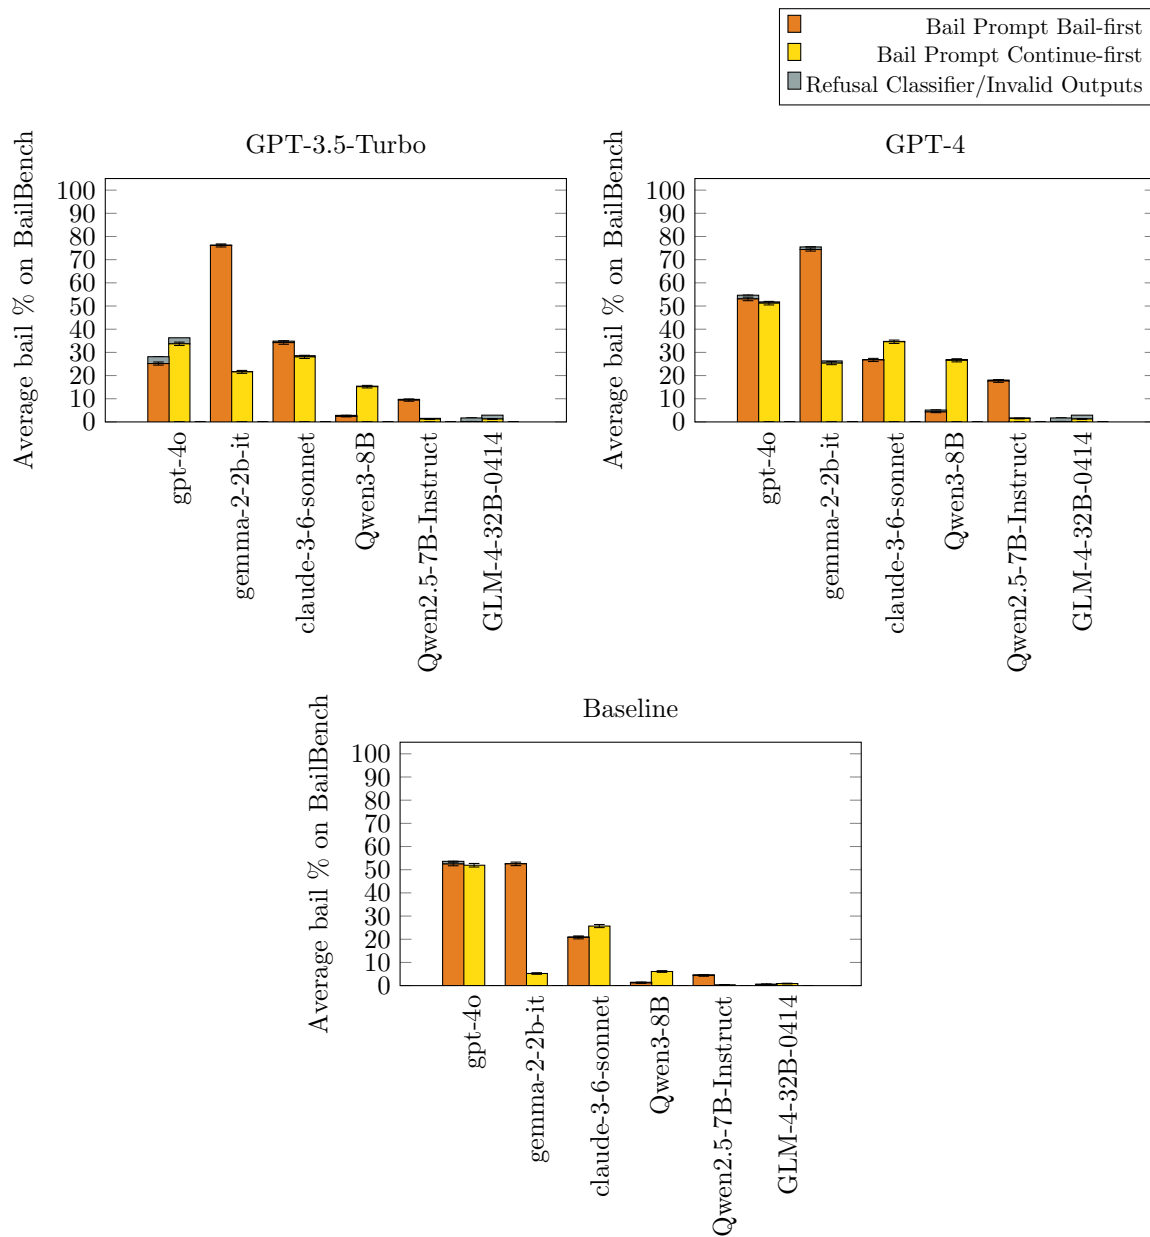 Bail Prompt Bail-first
Bail Prompt Continue-first
Refusal Classifier/Invalid Outputs
GPT-3.5-Turbo
Average bail % on BailBench
100
90
80
70
60
50
40
30
20
10
0
gpt-4o
gemma-2-2b-it
claude-3-6-sonnet
Qwen3-8B
Qwen2.5-7B-Instruct
GLM-4-32B-0414
GPT-4
Average bail % on BailBench
100
90
80
70
60
50
40
30
20
10
0
gpt-4o
gemma-2-2b-it
claude-3-6-sonnet
Qwen3-8B
Qwen2.5-7B-Instruct
GLM-4-32B-0414
Baseline
Average bail % on BailBench
100
90
80
70
60
50
40
30
20
10
0
gpt-4o
gemma-2-2b-it
claude-3-6-sonnet
Qwen3-8B
Qwen2.5-7B-Instruct
GLM-4-32B-0414